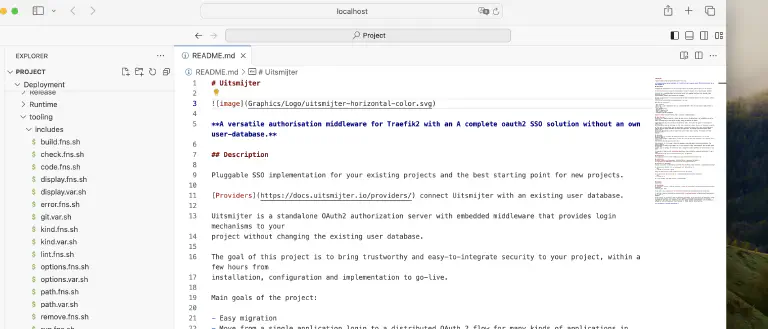 localhost
Project
EXPLORER
PROJECT
Deployment
Release
Runtime
tooling
includes
build.fns.sh
check.fns.sh
code.fns.sh
display.fns.sh
display.var.sh
error.fns.sh
git.var.sh
kind.fns.sh
kind.var.sh
lint.fns.sh
options.fns.sh
options.var.sh
path.fns.sh
path.var.sh
remove.fns.sh
README.md
README.md > # Uitsmijter
1 # Uitsmijter
2
3 ![image](Graphics/Logo/uitsmijter-horizontal-color.svg)
4
5 **A versatile authorisation middleware for Traefik2 with an A complete oauth2 SSO solution without an own
user-database.**
6
7 ## Description
8
9 Pluggable SSO implementation for your existing projects and the best starting point for new projects.
10
11 [Providers](https://docs.uitsmijter.io/providers/) connect Uitsmijter with an existing user database.
12
13 Uitsmijter is a standalone OAuth2 authorization server with embedded middleware that provides login
mechanisms to your
14 project without changing the existing user database.
15
16 The goal of this project is to bring trustworthy and easy-to-integrate security to your project, within a
few hours from
17 installation, configuration and implementation to go-live.
18
19 Main goals of the project:
20
21 - Easy migration
22 - Move from a single application login to a distributed OAuth 2 flow for many kinds of applications in